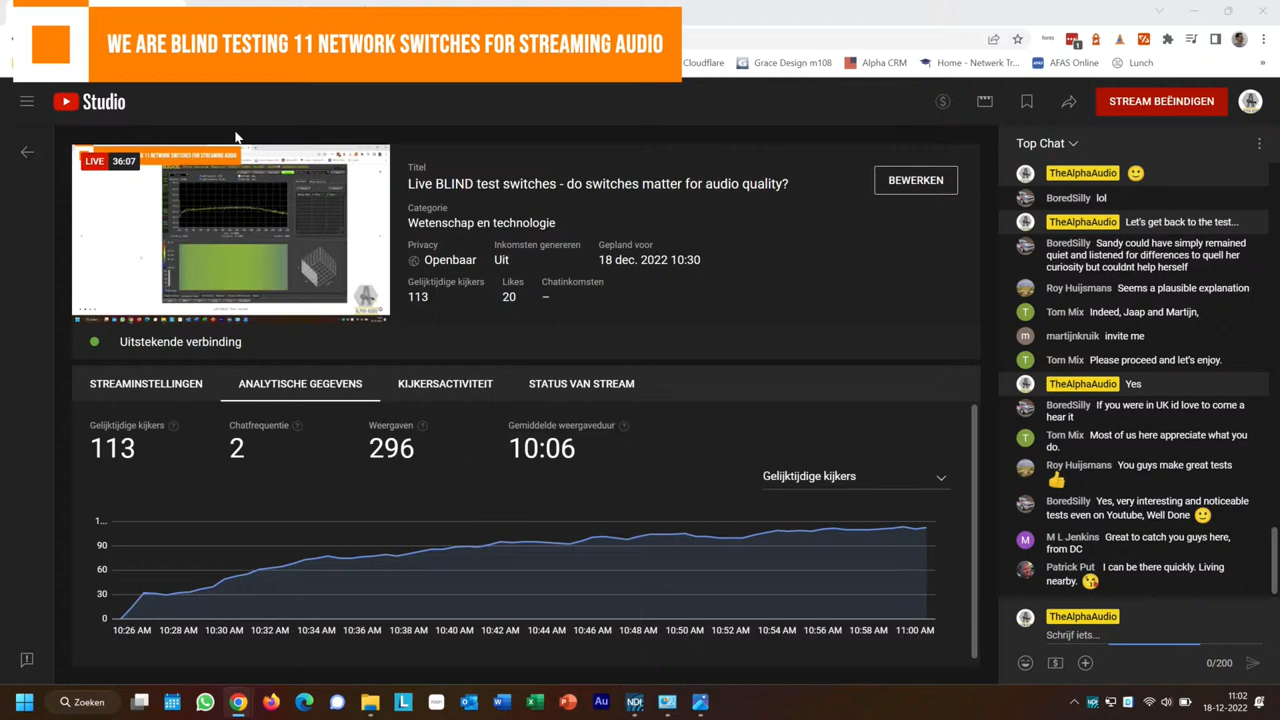 WE ARE BLIND TESTING 11 NETWORK SWITCHES FOR STREAMING AUDIO
fonts
Cloudflare
Grace Design m108
Alpha CRM
Home - Netwerk Tr...
AFAS Online
Lunch
Studio
STREAM BEËINDIGEN
LIVE 36:07
11 NETWORK SWITCHES FOR STREAMING AUDIO
ALPHA AUDIO
Titel
Live BLIND test switches - do switches matter for audio quality?
BEWERKEN
Categorie
Wetenschap en technologie
Privacy
Inkomsten genereren
Gepland voor
Openbaar
Uit
18 dec. 2022 10:30
Gelijktijdige kijkers
Likes
Chatinkomsten
113
20
–
Uitstekende verbinding
STREAMINSTELLINGEN
ANALYTISCHE GEGEVENS
KIJKERSACTIVITEIT
STATUS VAN STREAM
Gelijktijdige kijkers
Chatfrequentie
Weergaven
Gemiddelde weergaveduur
113
2
296
10:06
Gelijktijdige kijkers
1...
90
60
30
0
10:26 AM 10:28 AM 10:30 AM 10:32 AM 10:34 AM 10:36 AM 10:38 AM 10:40 AM 10:42 AM 10:44 AM 10:46 AM 10:48 AM 10:50 AM 10:52 AM 10:54 AM 10:56 AM 10:58 AM 11:00 AM
Top Chat
TheAlphaAudio 🙂
BoredSilly lol
TheAlphaAudio Let's get back to the test...
BoredSilly Sandy could have simply remained
quiet and listened for differences to quell her
curiosity but couldnt help herself
Roy Huijsmans Seems a plausible explanation
Tom Mix Indeed, Jaap and Martijn,
martijnkruik invite me
Tom Mix Please proceed and let's enjoy.
TheAlphaAudio Yes
BoredSilly If you were in UK id love to come a
hear it
Tom Mix Most of us here appreciate what you
do.
Roy Huijsmans You guys make great tests
👍
BoredSilly Yes, very interesting and noticeable
tests even on Youtube, Well Done 🙂
M L Jenkins Great to catch you guys here,
from DC
Patrick Put I can be there quickly. Living
nearby. 😘
TheAlphaAudio
Schrijf iets...
0/200
Zoeken
roon
Au
NDI
11:02
18-12-2022